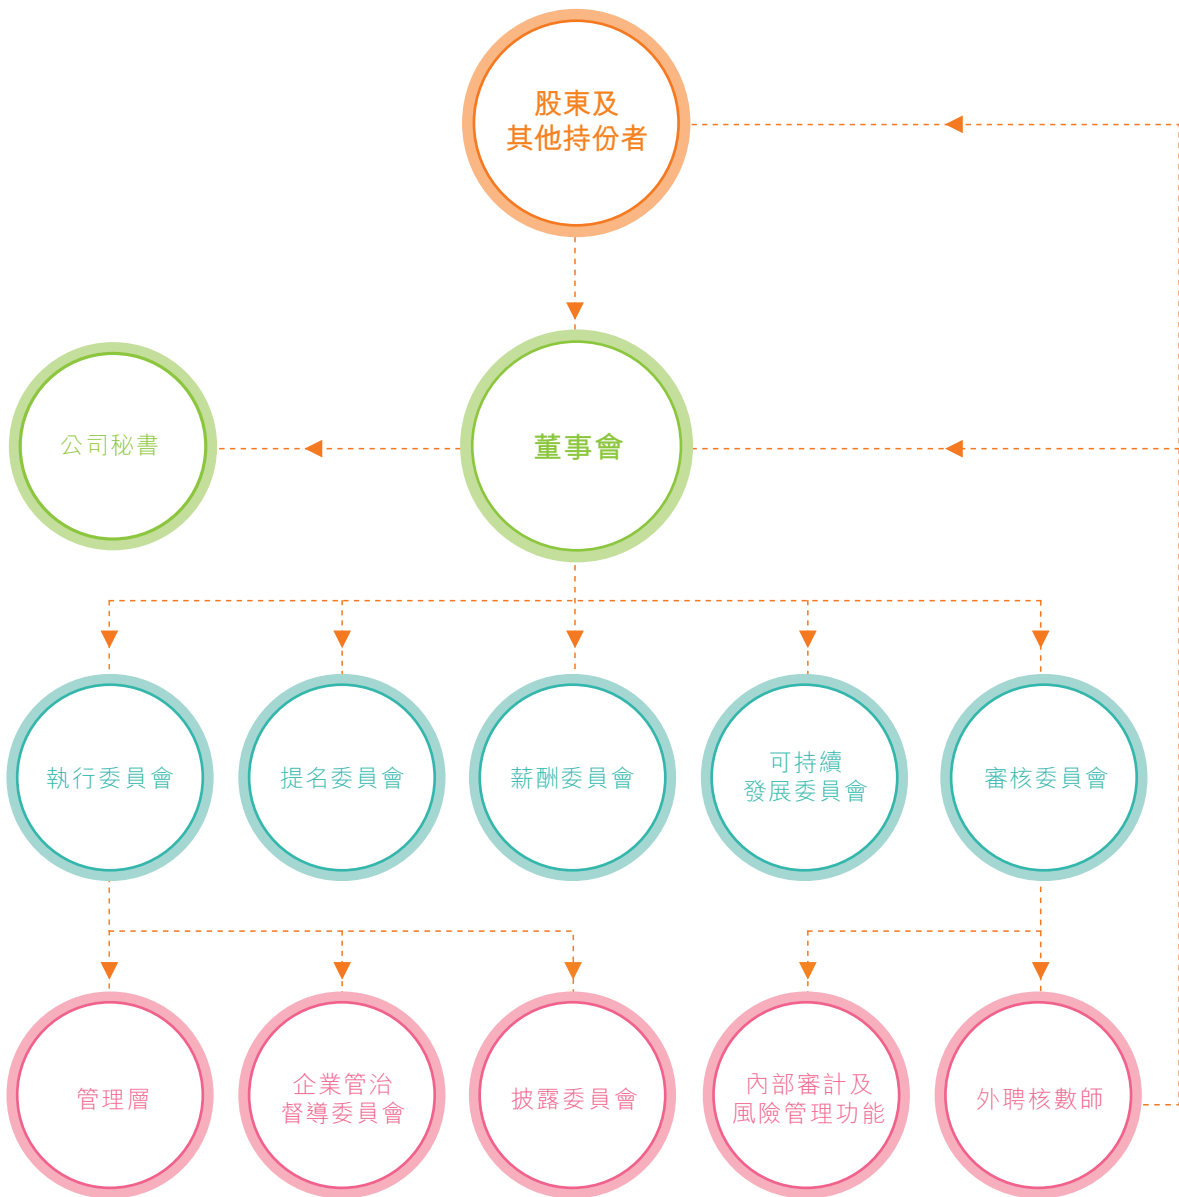 股東及
其他持份者
公司秘書
董事會
執行委員會
提名委員會
薪酬委員會
可持續
發展委員會
審核委員會
管理層
企業管治
督導委員會
披露委員會
內部審計及
風險管理功能
外聘核數師